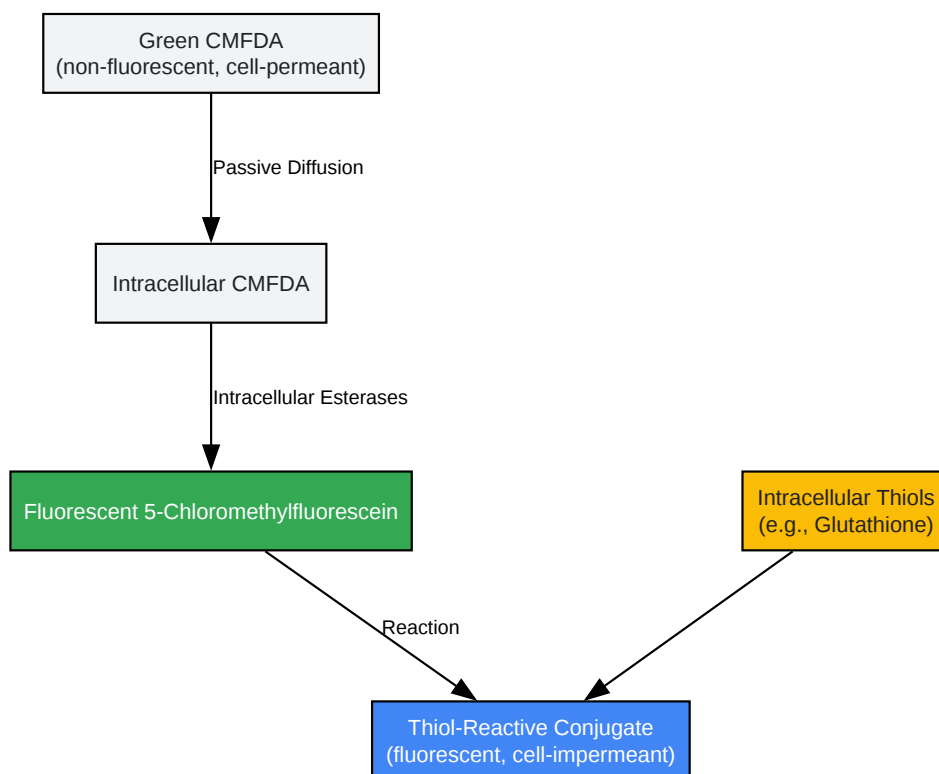 Green CMFDA
(non-fluorescent, cell-permeant)
Passive Diffusion
Intracellular CMFDA
Intracellular Esterases
Fluorescent 5-Chloromethylfluorescein
Intracellular Thiols
(e.g., Glutathione)
Reaction
Thiol-Reactive Conjugate
(fluorescent, cell-impermeant)